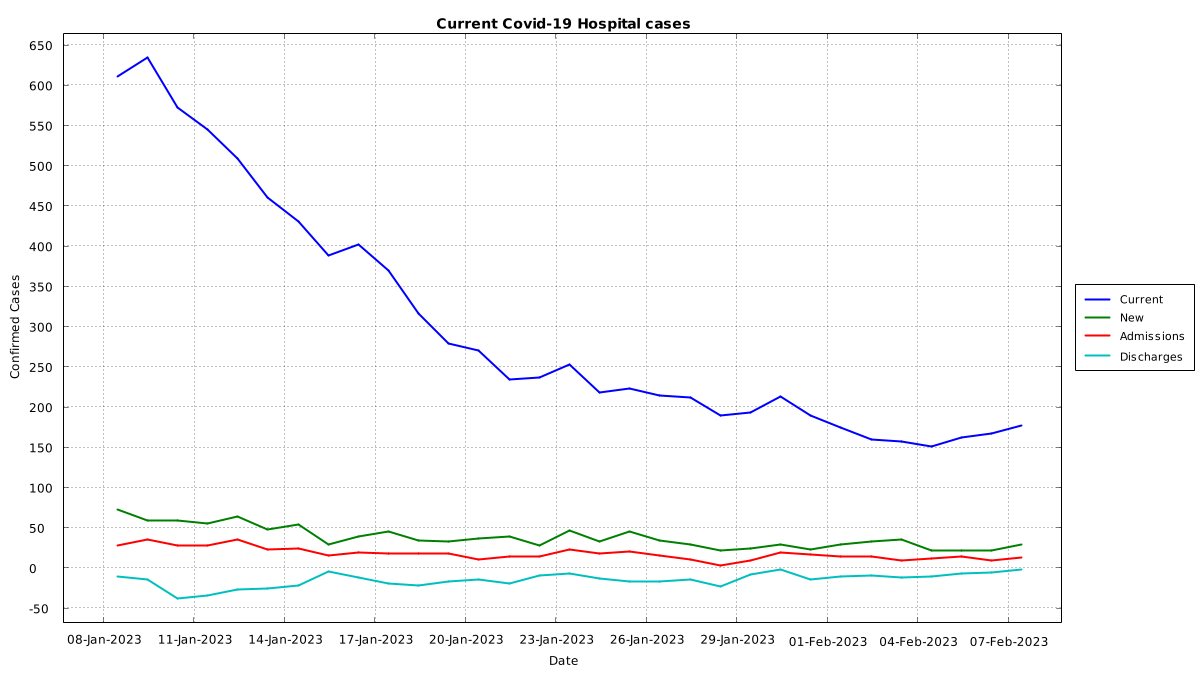 Current Covid-19 Hospital cases
650
600
550
500
450
400
350
300
250
200
150
100
50
0
-50
Confirmed Cases
08-Jan-2023 11-Jan-2023 14-Jan-2023 17-Jan-2023 20-Jan-2023 23-Jan-2023 26-Jan-2023 29-Jan-2023 01-Feb-2023 04-Feb-2023 07-Feb-2023
Date
Current
New
Admissions
Discharges